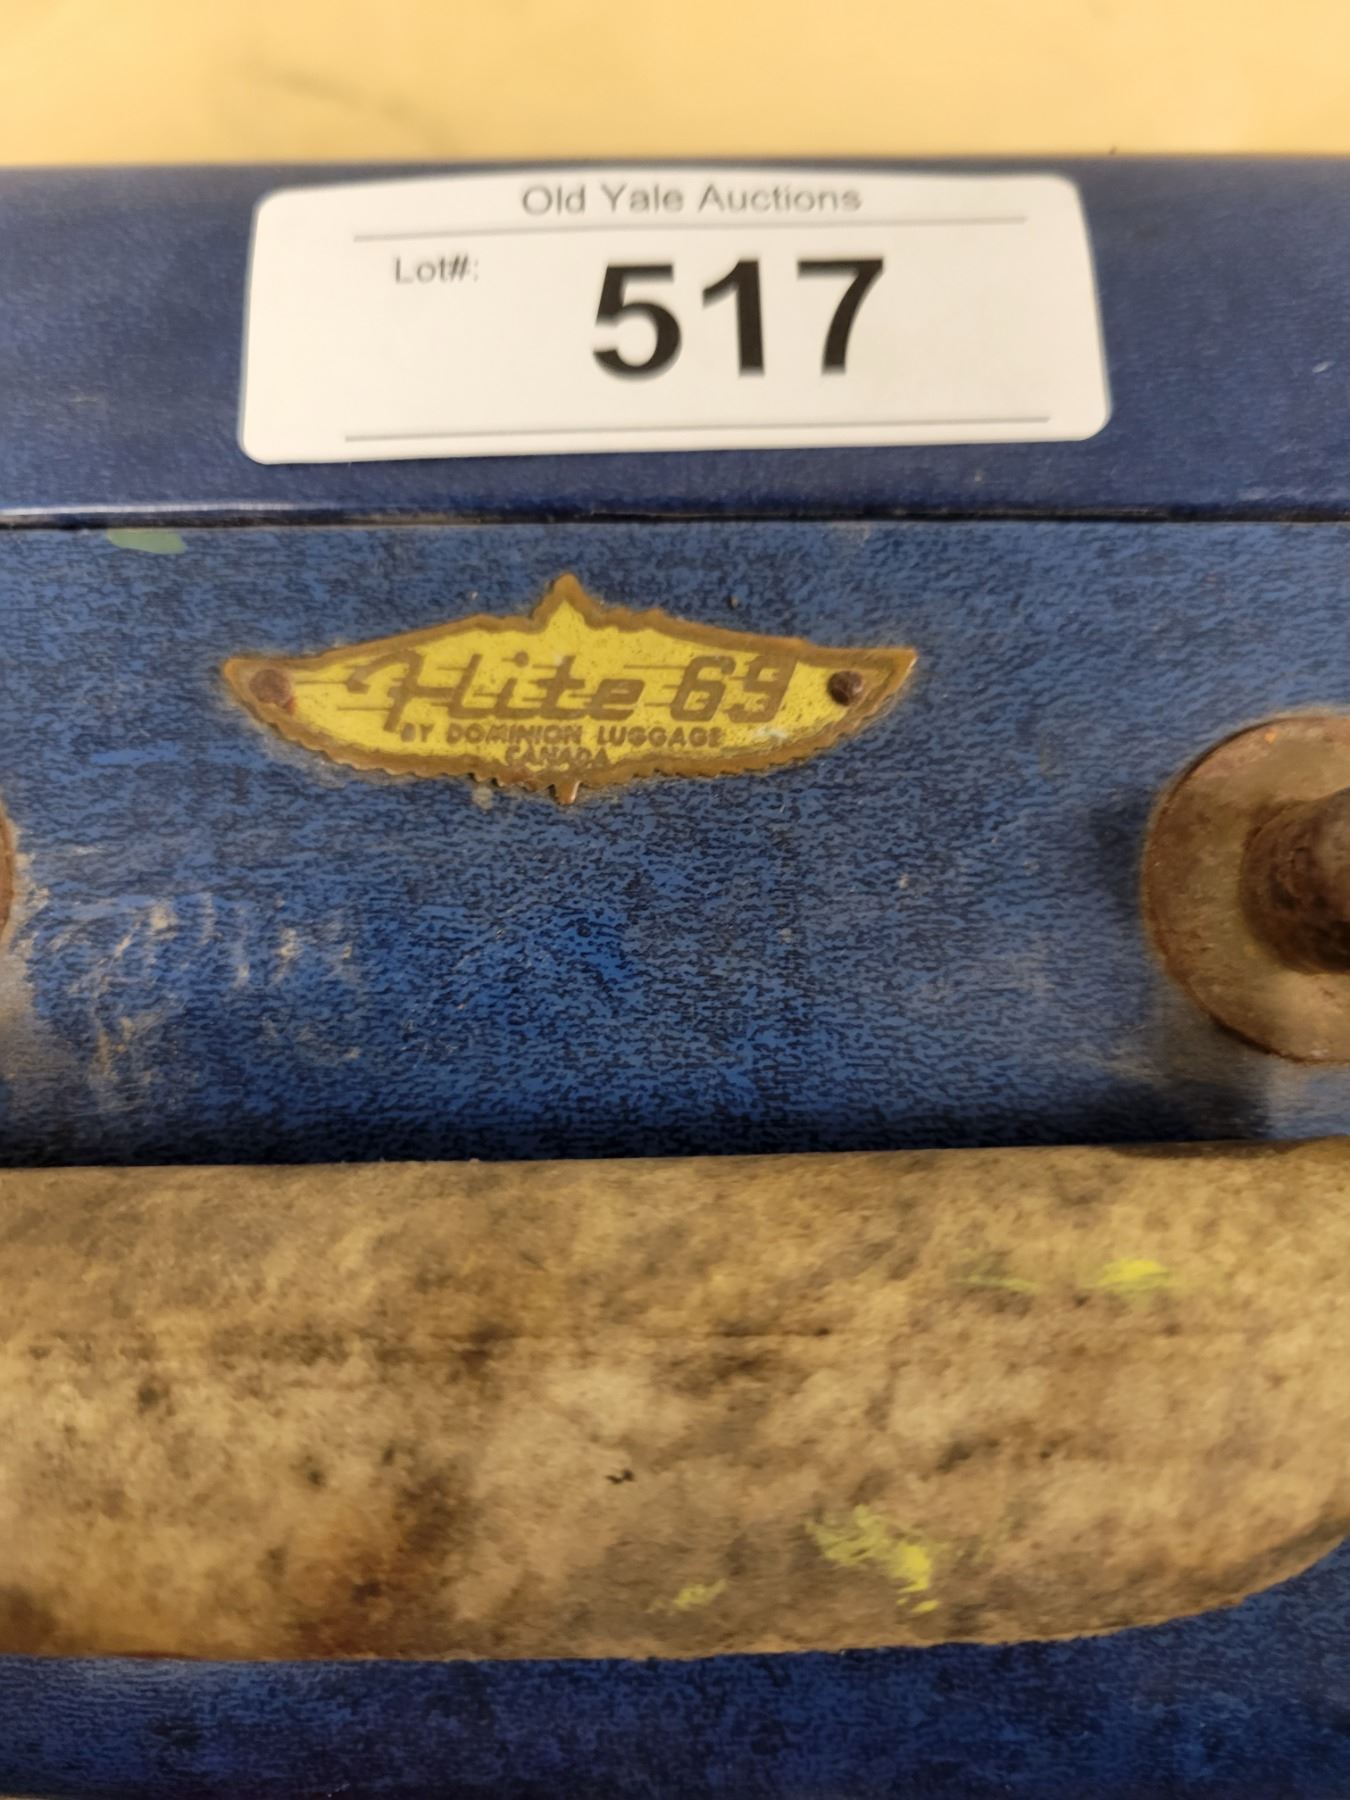 Old Yale Auctions
Lot#: 517
Flite 69
BY DOMINION LUGGAGE
CANADA